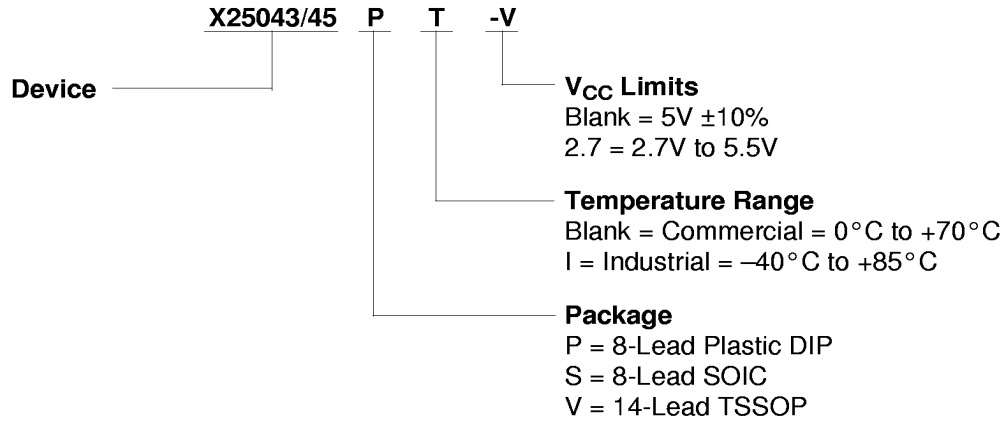 X25043/45 P T -V
Device
VCC Limits
Blank = 5V ±10%
2.7 = 2.7V to 5.5V
Temperature Range
Blank = Commercial = 0°C to +70°C
I = Industrial = –40°C to +85°C
Package
P = 8-Lead Plastic DIP
S = 8-Lead SOIC
V = 14-Lead TSSOP